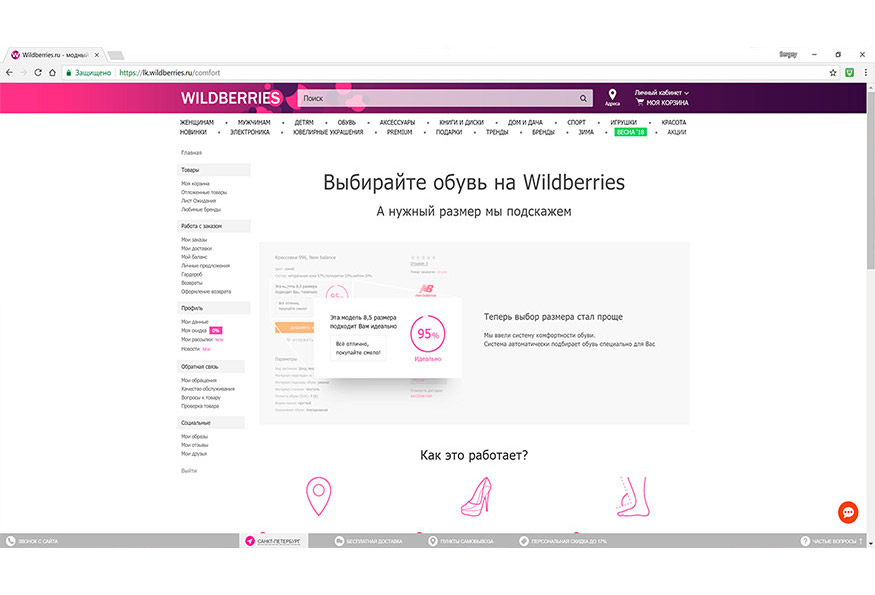 Wildberries.ru - модный
Sergey
Защищено https://lk.wildberries.ru/comfort
WILDBERRIES
Поиск
Адреса
Личный кабинет
МОЯ КОРЗИНА
ЖЕНЩИНАМ • МУЖЧИНАМ • ДЕТЯМ • ОБУВЬ • АКСЕССУАРЫ • КНИГИ И ДИСКИ • ДОМ И ДАЧА • СПОРТ • ИГРУШКИ • КРАСОТА
НОВИНКИ • ЭЛЕКТРОНИКА • ЮВЕЛИРНЫЕ УКРАШЕНИЯ • PREMIUM • ПОДАРКИ • ТРЕНДЫ • БРЕНДЫ • ЗИМА • ВЕСНА'18 • АКЦИИ
Главная
Товары
Моя корзина
Отложенные товары
Лист Ожидания
Любимые бренды
Работа с заказом
Мои заказы
Мои доставки
Мой баланс
Личные предложения
Гардероб
Возвраты
Оформление возврата
Профиль
Мои данные
Моя скидка 0%
Мои рассылки NEW
Новости NEW
Обратная связь
Мои обращения
Качество обслуживания
Вопросы к товару
Проверка товара
Социальные
Мои образы
Мои отзывы
Мои друзья
Выйти
Выбирайте обувь на Wildberries
А нужный размер мы подскажем
Кроссовки 996, New balance
95%
Эта модель 8,5 размера
подходит Вам идеально
Всё отлично,
покупайте смело!
95%
Идеально
Параметры
Теперь выбор размера стал проще
Мы ввели систему комфортности обуви.
Система автоматически подбирает обувь специально для Вас
Как это работает?
ЗВОНОК С САЙТА
САНКТ-ПЕТЕРБУРГ
БЕСПЛАТНАЯ ДОСТАВКА
ПУНКТЫ САМОВЫВОЗА
ПЕРСОНАЛЬНАЯ СКИДКА ДО 17%
ЧАСТЫЕ ВОПРОСЫ